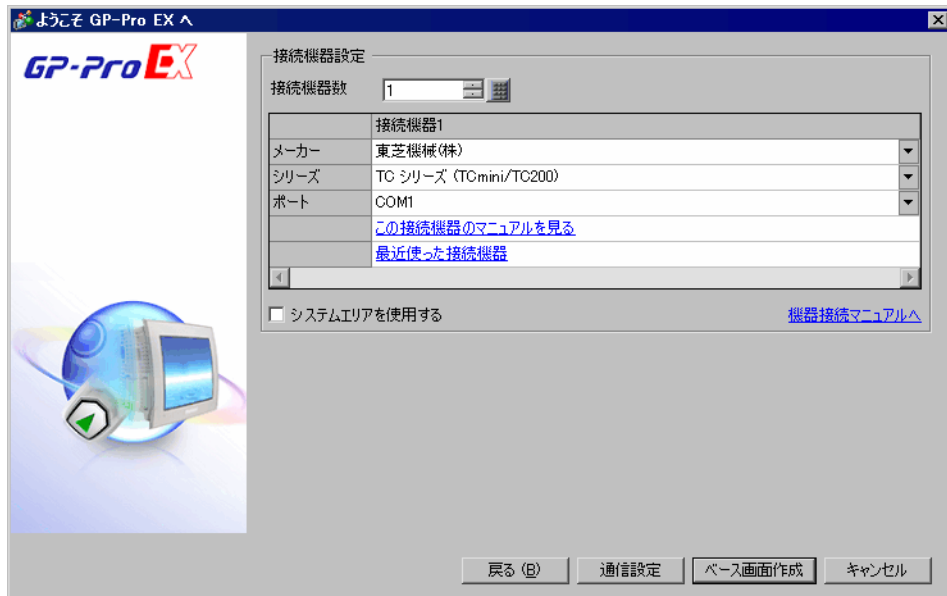 ようこそ GP-Pro EX へ
GP-Pro EX
接続機器設定
接続機器数 1
接続機器1
メーカー 東芝機械(株)
シリーズ TC シリーズ (TCmini/TC200)
ポート COM1
この接続機器のマニュアルを見る
最近使った接続機器
システムエリアを使用する 機器接続マニュアルへ
戻る (B) 通信設定 ベース画面作成 キャンセル